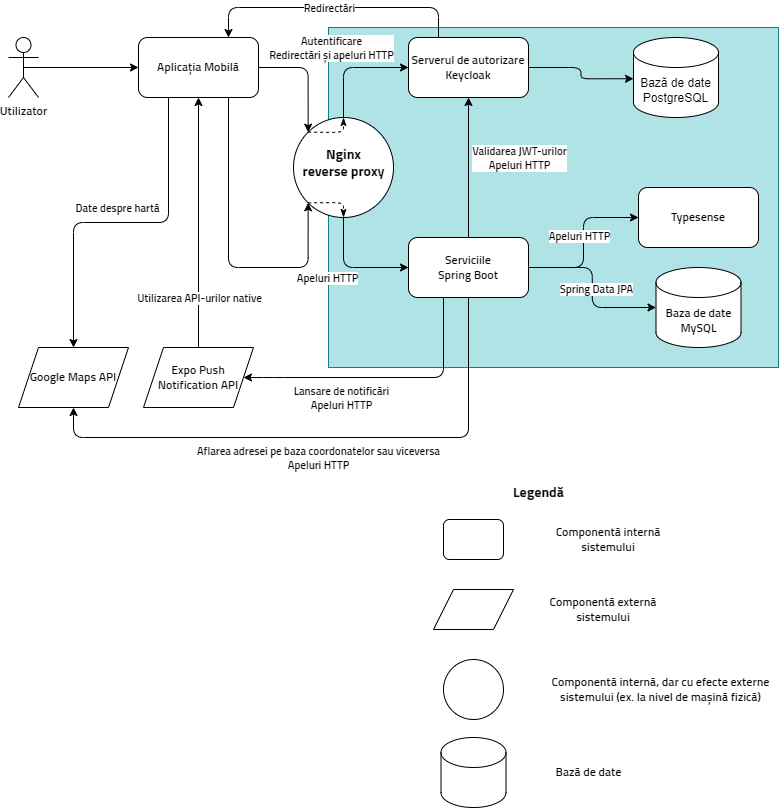 Redirectări
Autentificare
Redirectări și apeluri HTTP
Aplicația Mobilă
Serverul de autorizare
Keycloak
Bază de date
PostgreSQL
Utilizator
Nginx
reverse proxy
Validarea JWT-urilor
Apeluri HTTP
Date despre hartă
Typesense
Apeluri HTTP
Serviciile
Spring Boot
Apeluri HTTP
Spring Data JPA
Utilizarea API-urilor native
Baza de date
MySQL
Google Maps API
Expo Push
Notification API
Lansare de notificări
Apeluri HTTP
Aflarea adresei pe baza coordonatelor sau viceversa
Apeluri HTTP
Legendă
Componentă internă
sistemului
Componentă externă
sistemului
Componentă internă, dar cu efecte externe
sistemului (ex. la nivel de mașină fizică)
Bază de date